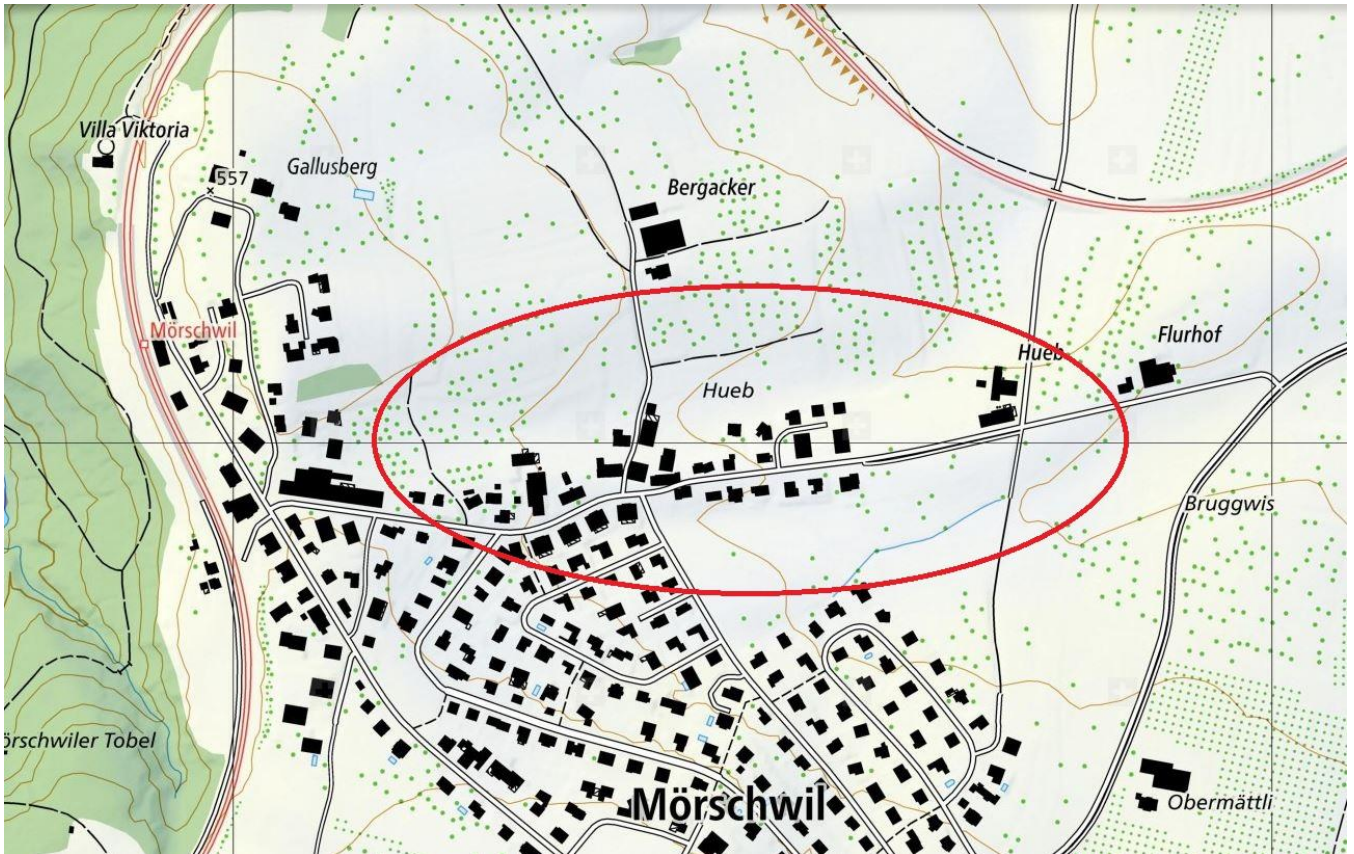 Villa Viktoria
557
Gallusberg
Bergacker
Mörschwil
Hueb
Hueb
Flurhof
Bruggwis
örschwiler Tobel
Mörschwil
Obermättli